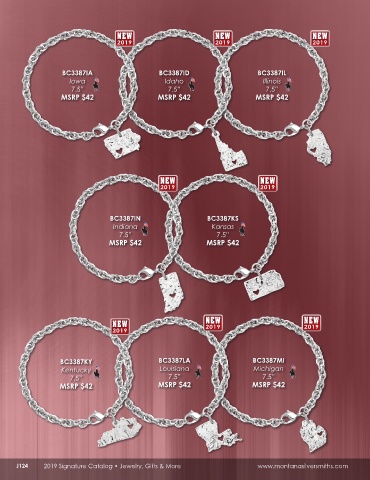 NEW 2019
NEW 2019
NEW 2019
BC3387IA
Iowa
7.5"
MSRP $42
BC3387ID
Idaho
7.5"
MSRP $42
BC3387IL
Illinois
7.5"
MSRP $42
NEW 2019
NEW 2019
BC3387IN
Indiana
7.5"
MSRP $42
BC3387KS
Kansas
7.5"
MSRP $42
NEW 2019
NEW 2019
NEW 2019
BC3387KY
Kentucky
7.5"
MSRP $42
BC3387LA
Louisiana
7.5"
MSRP $42
BC3387MI
Michigan
7.5"
MSRP $42
J124 2019 Signature Catalog • Jewelry, Gifts & More www.montanasilversmiths.com